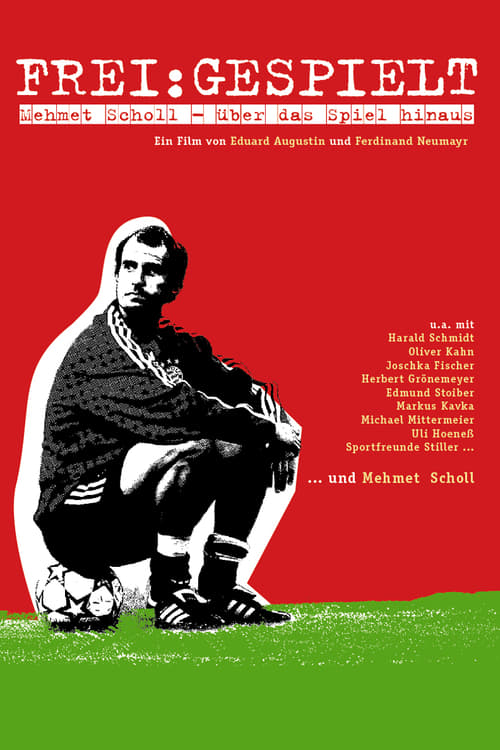 FREI:GESPIELT
Mehmet Scholl – über das Spiel hinaus
Ein Film von Eduard Augustin und Ferdinand Neumayr
u.a. mit
Harald Schmidt
Oliver Kahn
Joschka Fischer
Herbert Grönemeyer
Edmund Stoiber
Markus Kavka
Michael Mittermeier
Uli Hoeneß
Sportfreunde Stiller ...
... und Mehmet Scholl